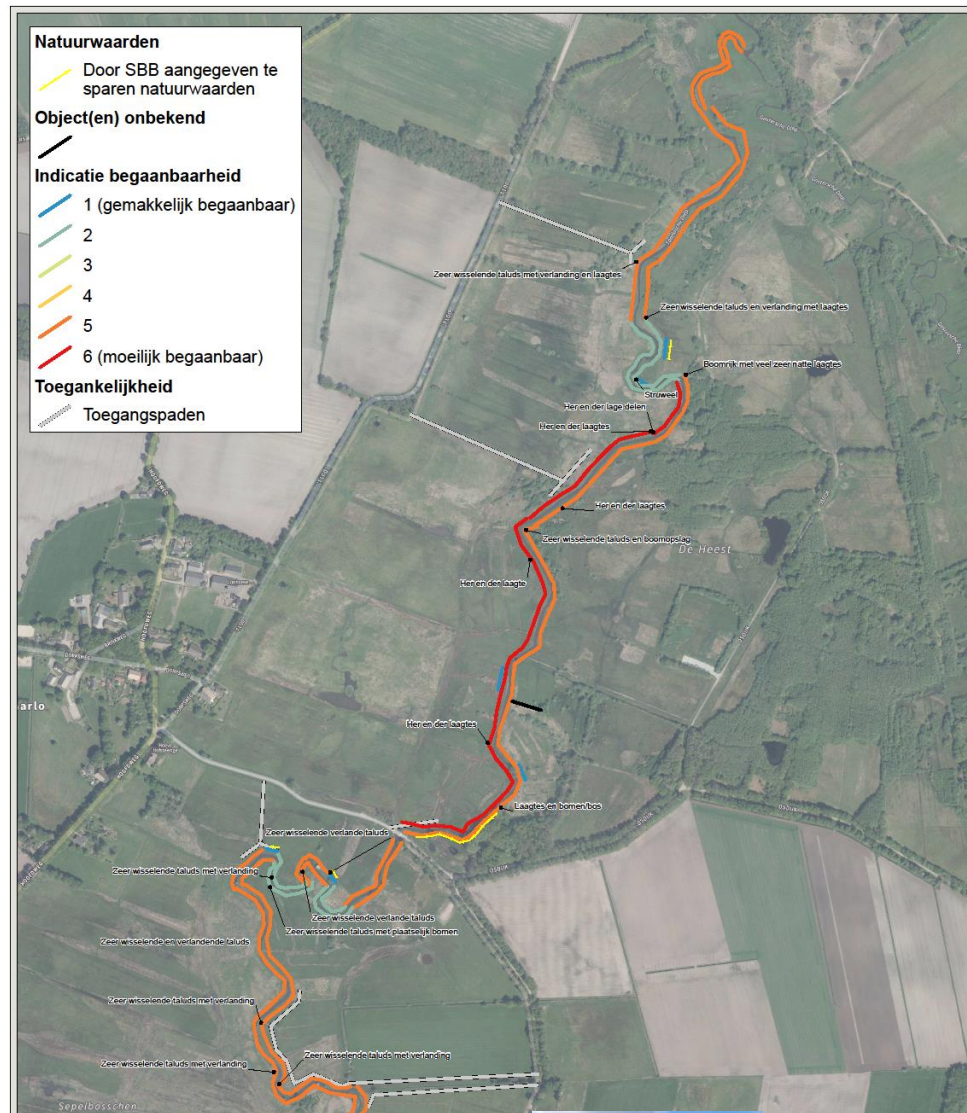 Natuurwaarden
Door SBB aangegeven te
sparen natuurwaarden
Object(en) onbekend
Indicatie begaanbaarheid
1 (gemakkelijk begaanbaar)
2
3
4
5
6 (moeilijk begaanbaar)
Toegankelijkheid
Toegangspaden
Zeer wisselende taluds met verlanding en laagtes
Zeer wisselende taluds en verlanding met laagtes
Boomrijk met veel zeer natte laagtes
Struweel
Her en der lage delen
Her en der laagtes
Her en der laagtes
Zeer wisselende taluds en boomopslag
De Heest
Her en der laagte
Her en der laagtes
Laagtes en bomen/bos
Zeer wisselende verlande taluds
Zeer wisselende taluds met verlanding
Zeer wisselende verlande taluds
Zeer wisselende taluds met plaatselijk bomen
Zeer wisselende en verlandende taluds
Zeer wisselende taluds met verlanding
Zeer wisselende taluds met verlanding
Zeer wisselende taluds met verlanding
Sepelbosschen